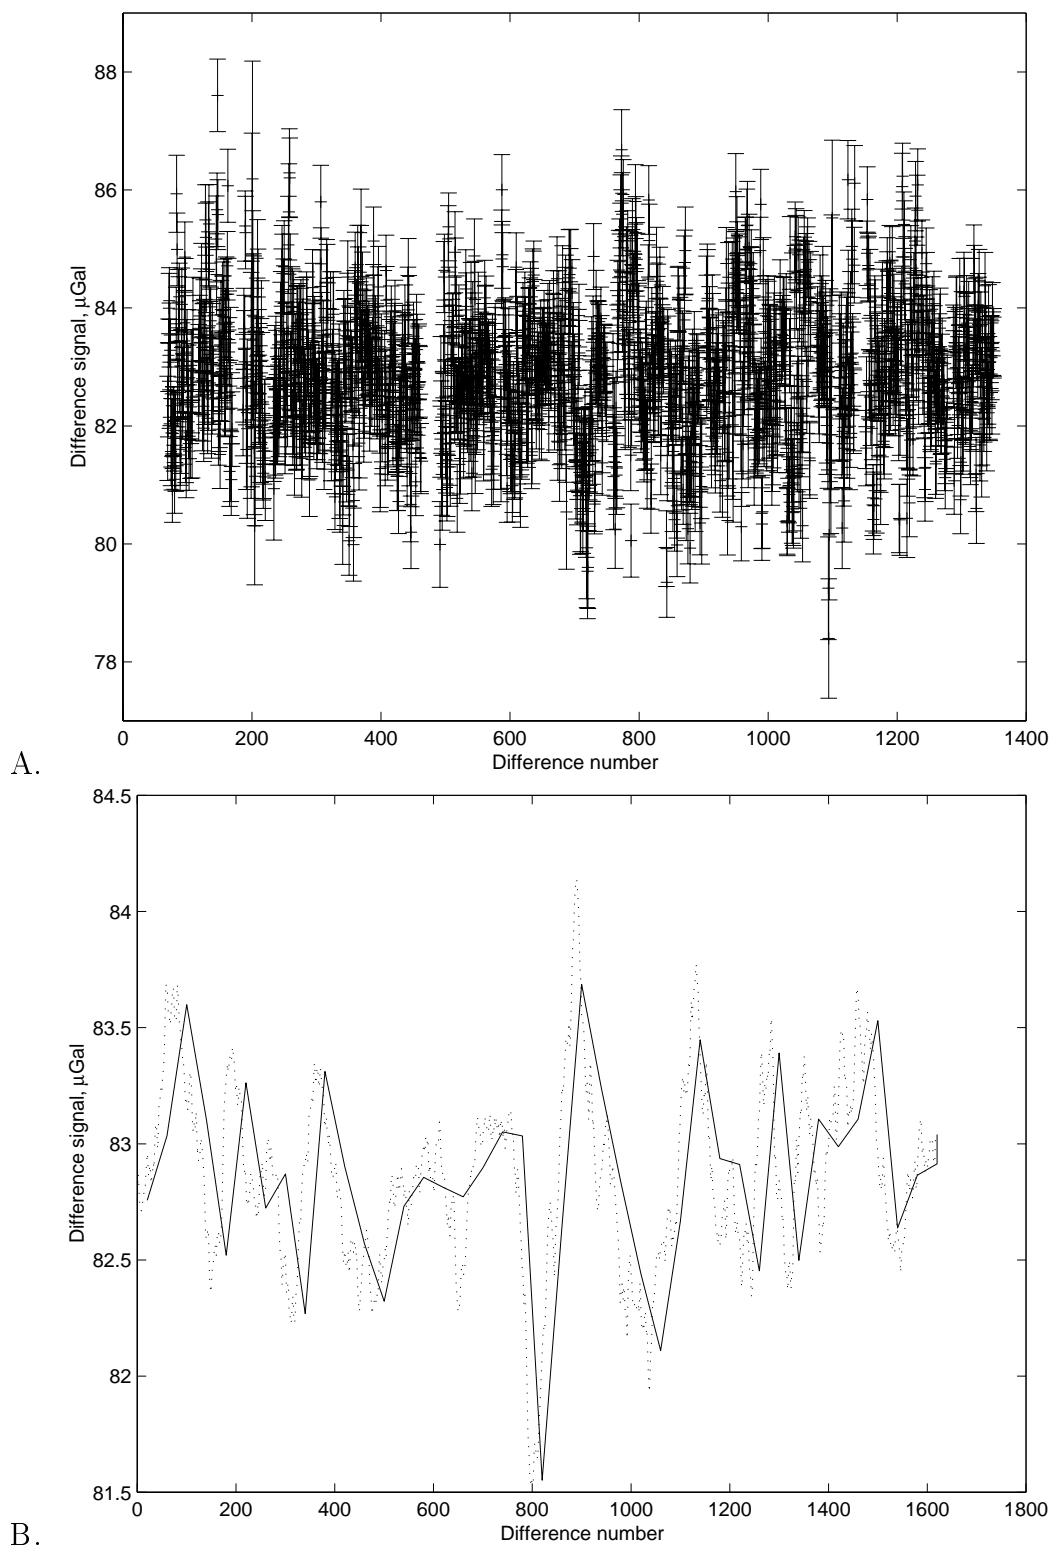 88
86
84
82
80
78
Difference signal, μGal
0 200 400 600 800 1000 1200 1400
Difference number
A.
84.5
84
83.5
83
82.5
82
81.5
Difference signal, μGal
0 200 400 600 800 1000 1200 1400 1600 1800
Difference number
B.